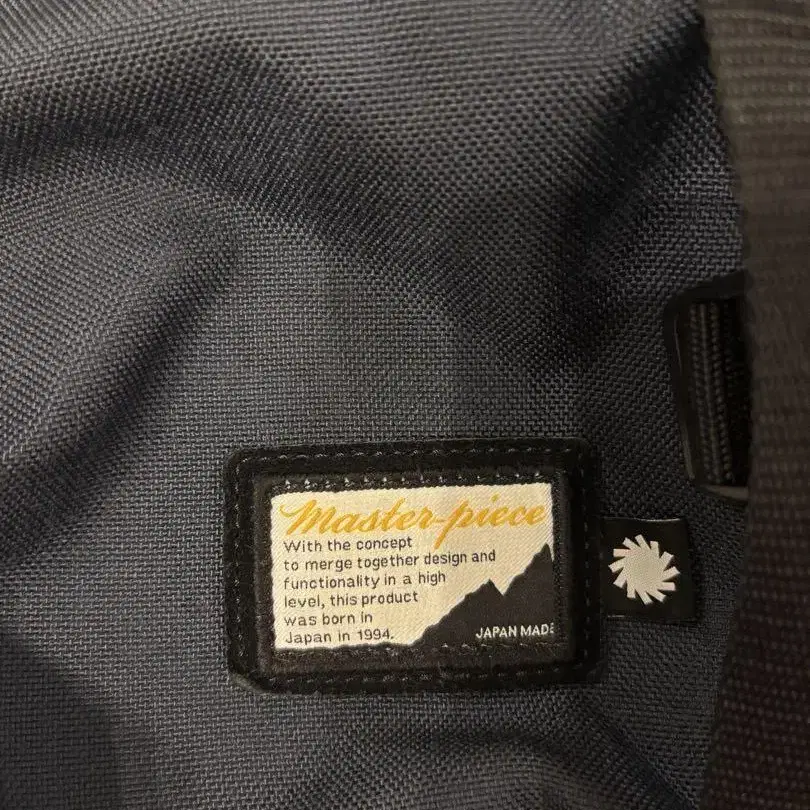 Master-piece
With the concept
to merge together design and
functionality in a high
level, this product
was born in
Japan in 1994.
JAPAN MADE